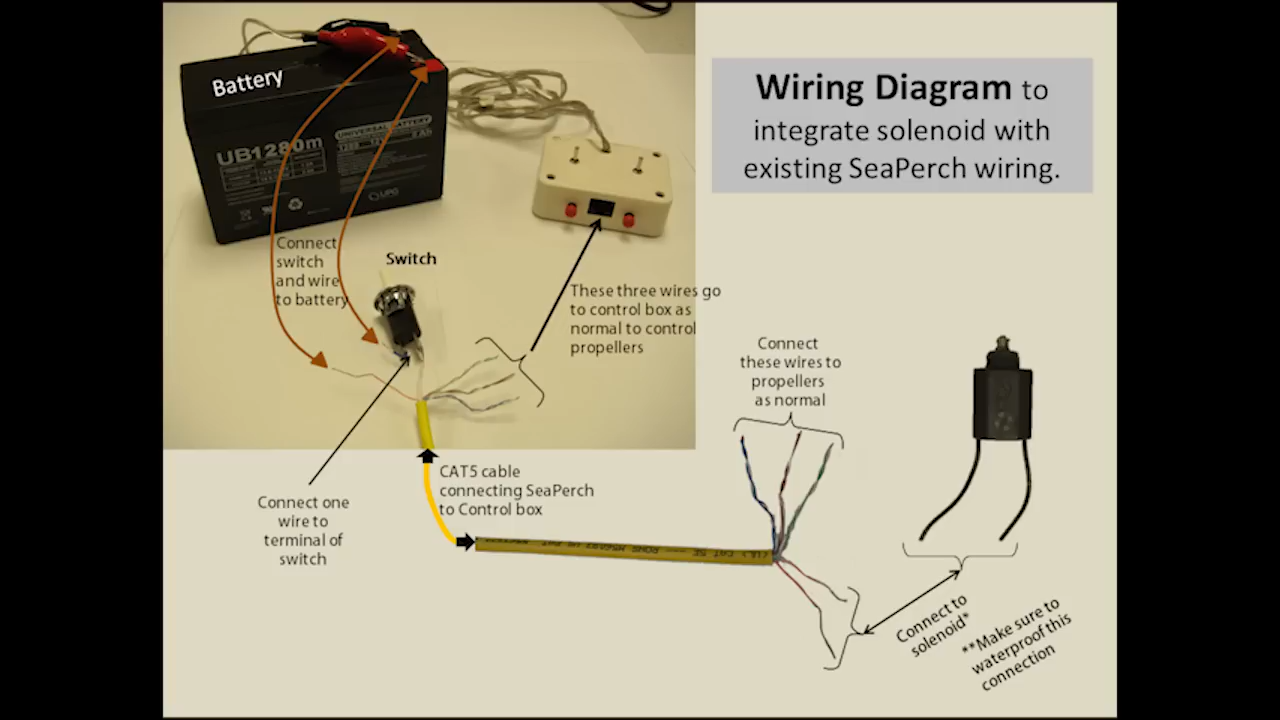 Wiring Diagram to
integrate solenoid with
existing SeaPerch wiring.
Battery
UNIVERSAL BATTERY
UB1280m
UPG
Connect
switch
and wire
to battery
Switch
These three wires go
to control box as
normal to control
propellers
Connect
these wires to
propellers
as normal
CAT5 cable
connecting SeaPerch
to Control box
Connect one
wire to
terminal of
switch
Connect to
solenoid*
**Make sure to
waterproof this
connection